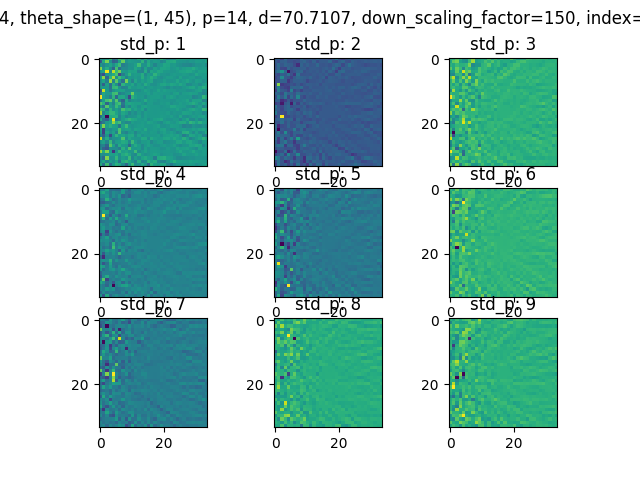 4, theta_shape=(1, 45), p=14, d=70.7107, down_scaling_factor=150, index=
std_p: 1 std_p: 2 std_p: 3
0 0 0
20 20 20
0 20 0 20 0 20
std_p: 4 std_p: 5 std_p: 6
0 0 0
20 20 20
0 20 0 20 0 20
std_p: 7 std_p: 8 std_p: 9
0 0 0
20 20 20
0 20 0 20 0 20